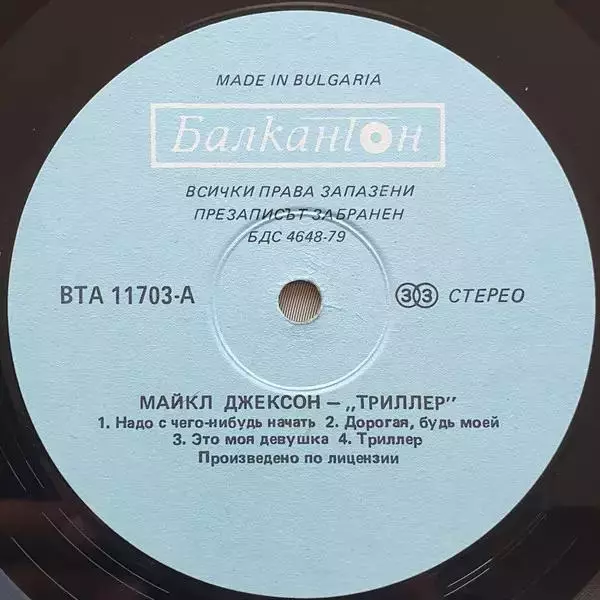 MADE IN BULGARIA
Балкантон
ВСИЧКИ ПРАВА ЗАПАЗЕНИ
ПРЕЗАПИСЪТ ЗАБРАНЕН
БДС 4648-79
ВТА 11703-А
33 СТЕРЕО
МАЙКЛ ДЖЕКСОН – „ТРИЛЛЕР”
1. Надо с чего-нибудь начать 2. Дорогая, будь моей
3. Это моя девушка 4. Триллер
Произведено по лицензии